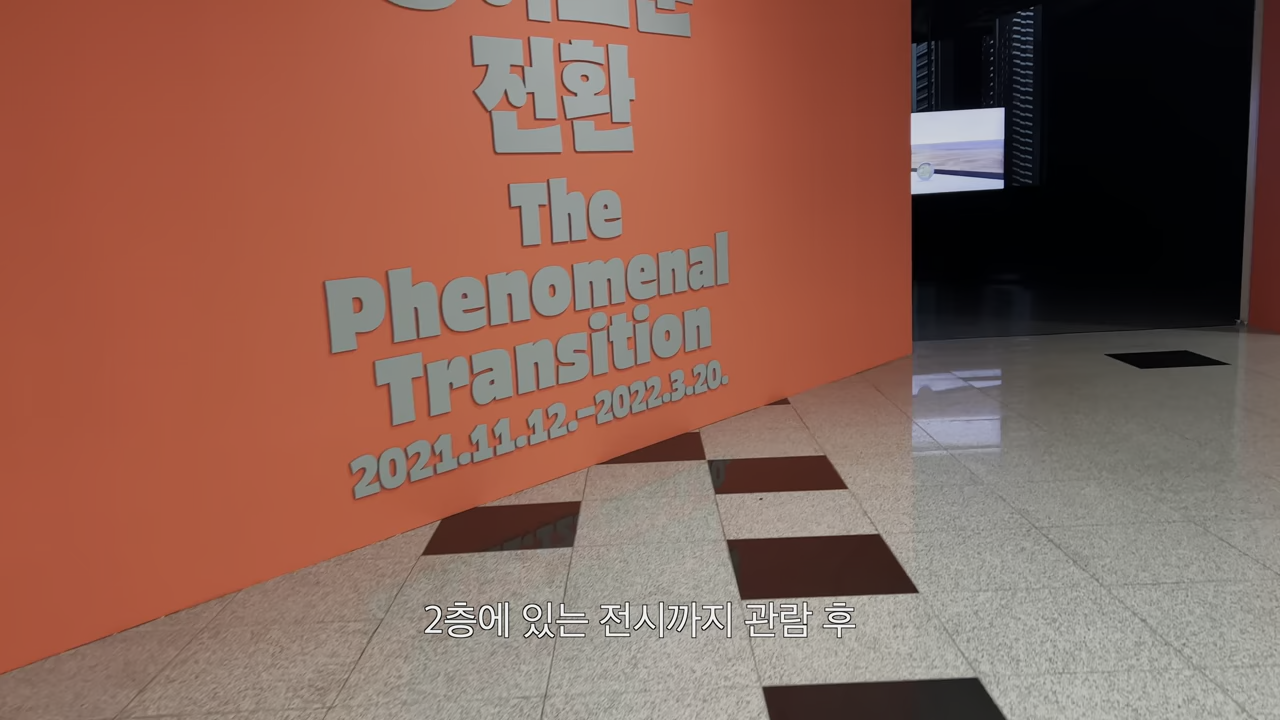 전환
The
Phenomenal
Transition
2021.11.12.–2022.3.20.
2층에 있는 전시까지 관람 후